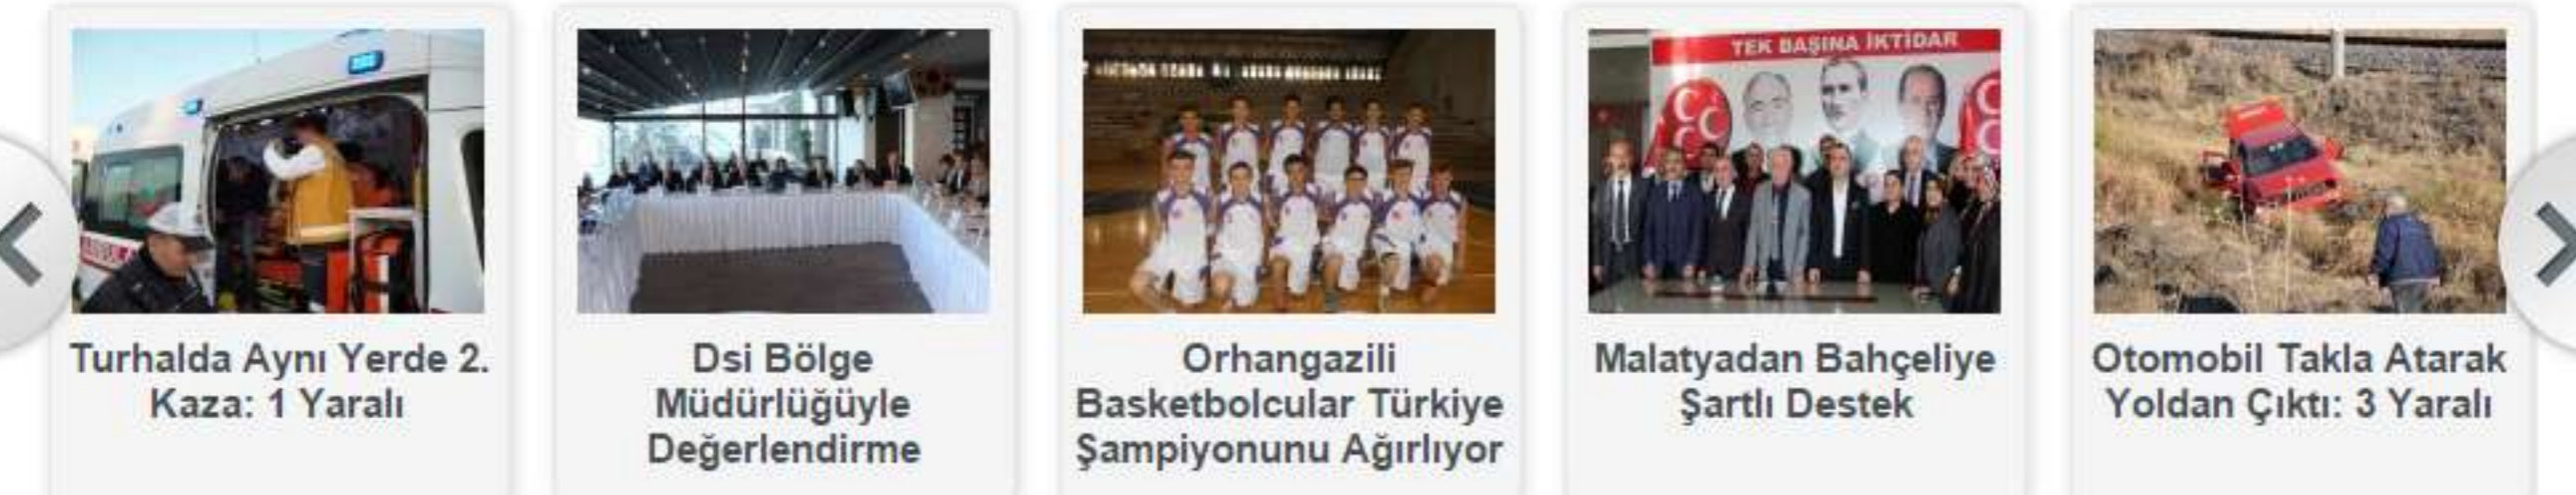 TEK BAŞINA İKTİDAR
Turhalda Aynı Yerde 2.
Kaza: 1 Yaralı
Dsi Bölge
Müdürlüğüyle
Değerlendirme
Orhangazili
Basketbolcular Türkiye
Şampiyonunu Ağırlıyor
Malatyadan Bahçeliye
Şartlı Destek
Otomobil Takla Atarak
Yoldan Çıktı: 3 Yaralı